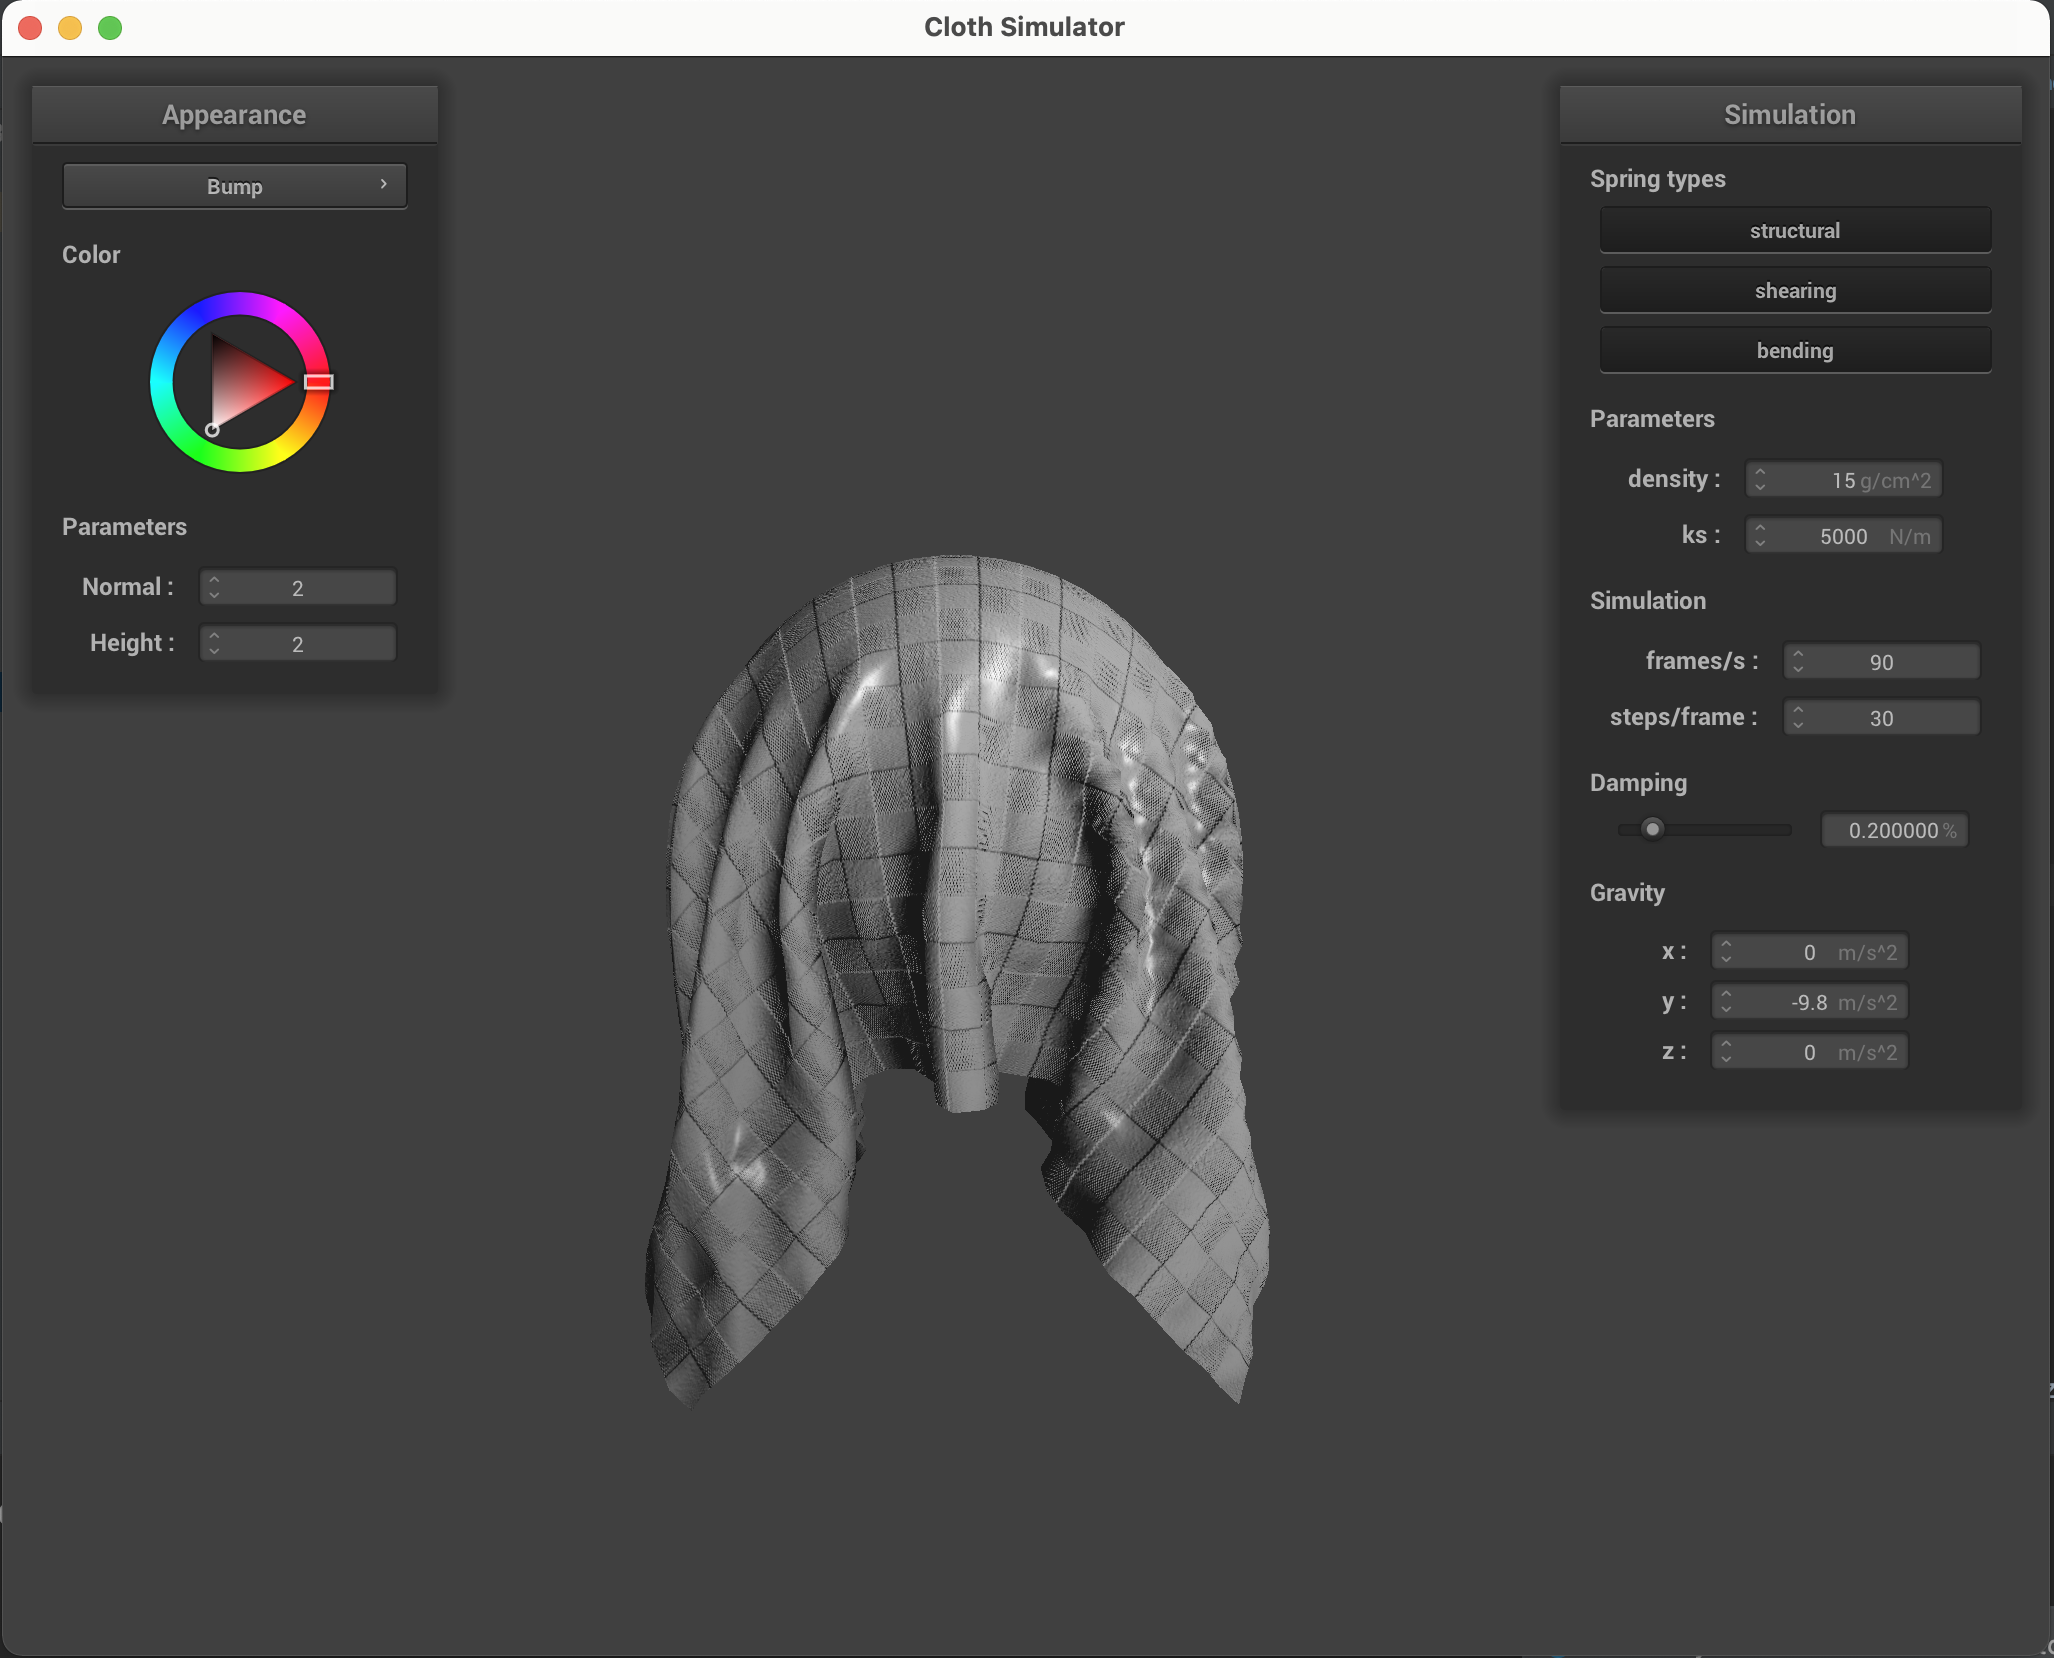 Cloth Simulator
Appearance
Bump
Color
Parameters
Normal : 2
Height : 2
Simulation
Spring types
structural
shearing
bending
Parameters
density : 15 g/cm^2
ks : 5000 N/m
Simulation
frames/s : 90
steps/frame : 30
Damping
0.200000 %
Gravity
x : 0 m/s^2
y : -9.8 m/s^2
z : 0 m/s^2